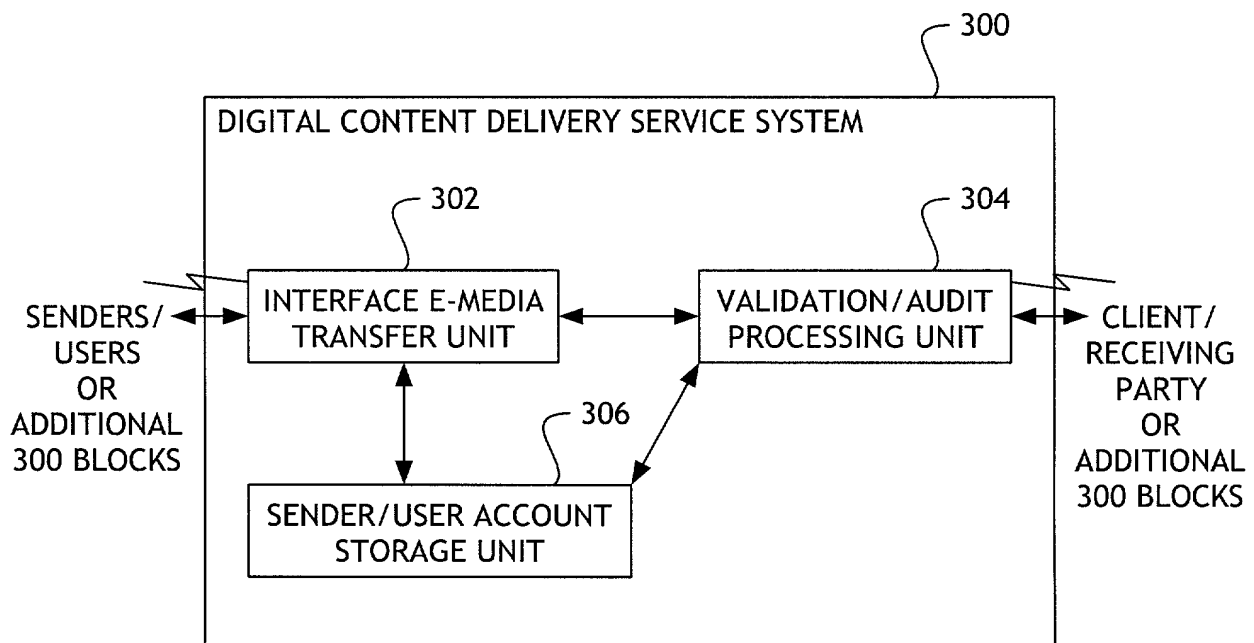 300
DIGITAL CONTENT DELIVERY SERVICE SYSTEM
302
304
INTERFACE E-MEDIA
TRANSFER UNIT
VALIDATION/AUDIT
PROCESSING UNIT
SENDERS/
USERS
OR
ADDITIONAL
300 BLOCKS
CLIENT/
RECEIVING
PARTY
OR
ADDITIONAL
300 BLOCKS
306
SENDER/USER ACCOUNT
STORAGE UNIT